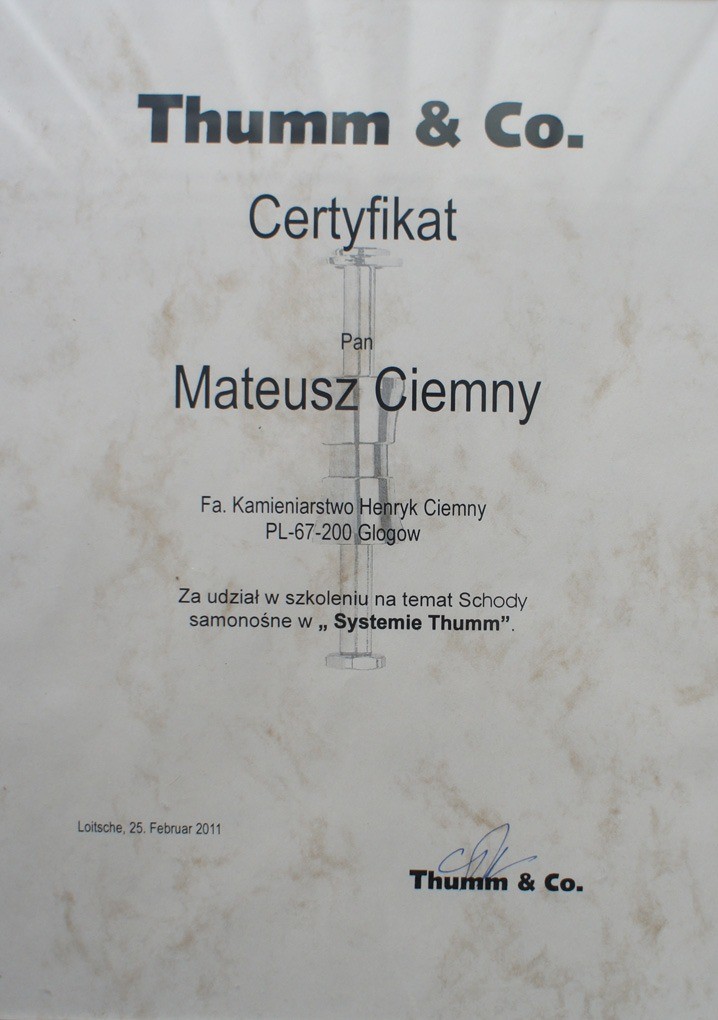 Thumm & Co.
Certyfikat
Pan
Mateusz Ciemny
Fa. Kamieniarstwo Henryk Ciemny
PL-67-200 Glogow
Za udział w szkoleniu na temat Schody
samonośne w „ Systemie Thumm”.
Loitsche, 25. Februar 2011
Thumm & Co.